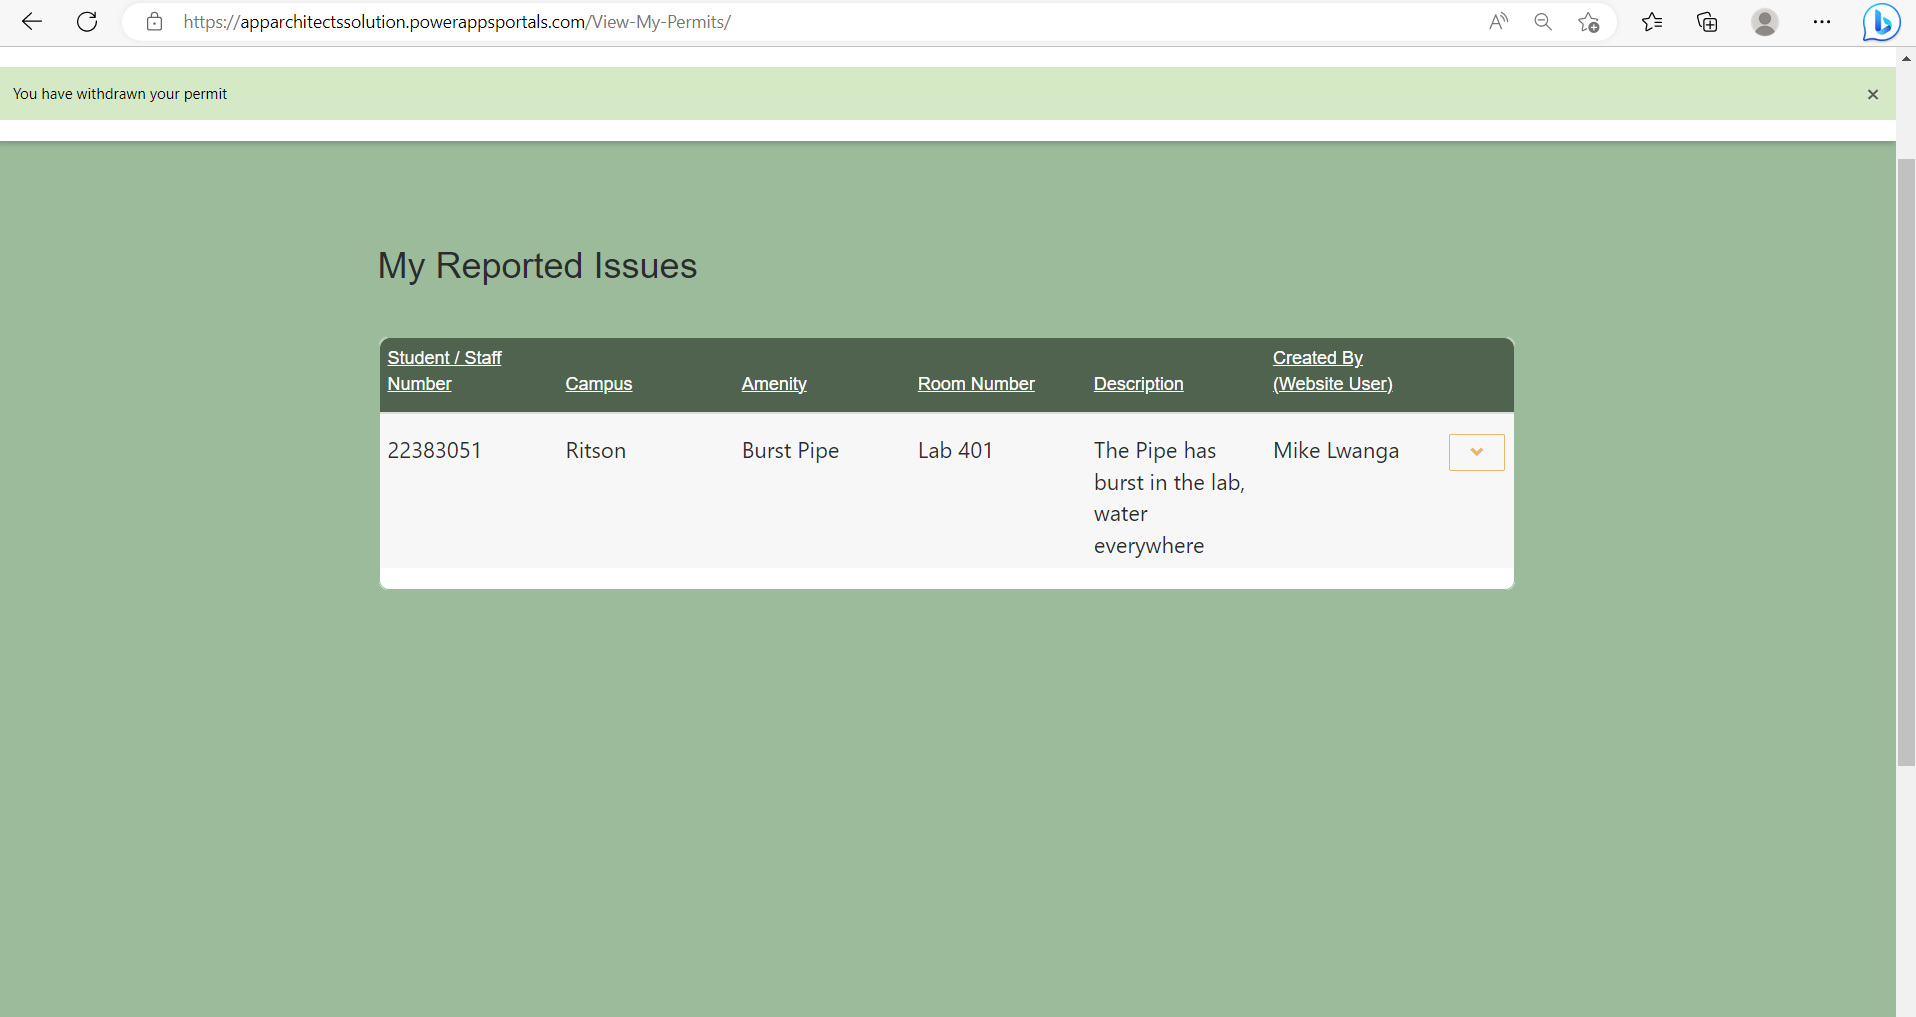 https://apparchitectssolution.powerappsportals.com/View-My-Permits/
You have withdrawn your permit
My Reported Issues
Student / Staff
Number
Campus
Amenity
Room Number
Description
Created By
(Website User)
22383051
Ritson
Burst Pipe
Lab 401
The Pipe has
burst in the lab,
water
everywhere
Mike Lwanga